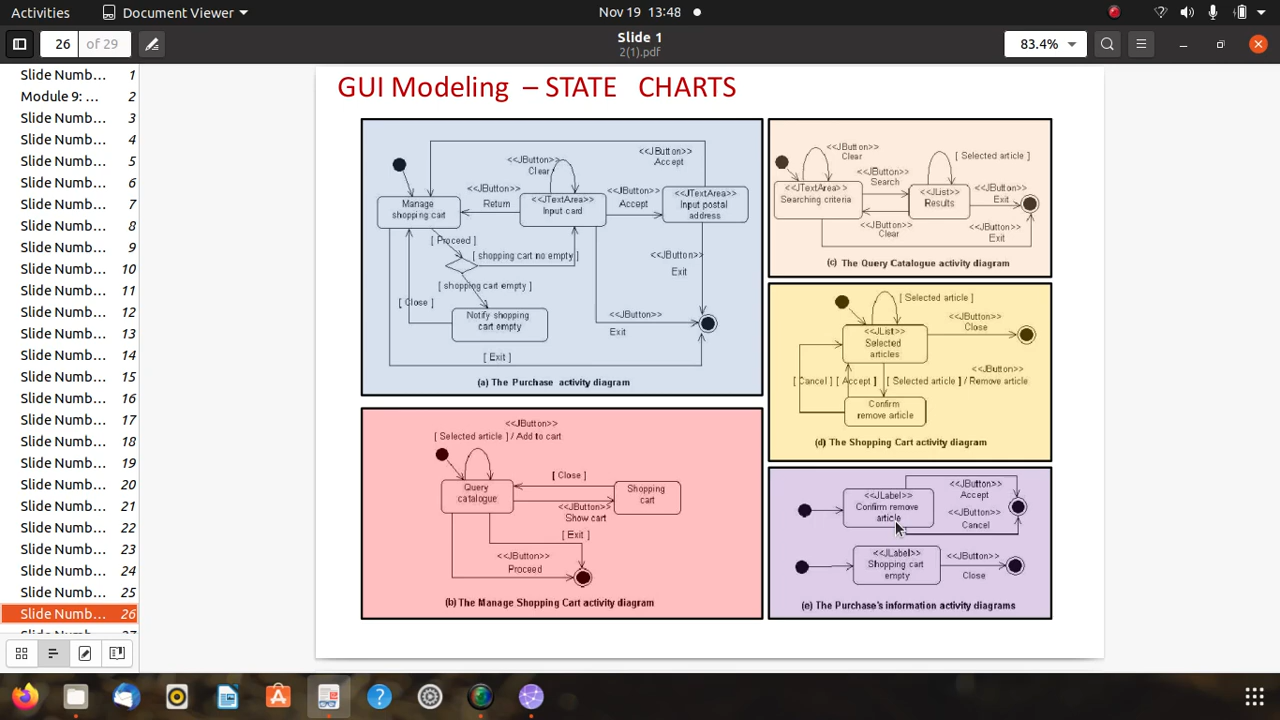 Activities
Document Viewer
Nov 19 13:48
26
of 29
Slide 1
2(1).pdf
83.4%
Slide Numb... 1
Module 9: ... 2
Slide Numb... 3
Slide Numb... 4
Slide Numb... 5
Slide Numb... 6
Slide Numb... 7
Slide Numb... 8
Slide Numb... 9
Slide Numb... 10
Slide Numb... 11
Slide Numb... 12
Slide Numb... 13
Slide Numb... 14
Slide Numb... 15
Slide Numb... 16
Slide Numb... 17
Slide Numb... 18
Slide Numb... 19
Slide Numb... 20
Slide Numb... 21
Slide Numb... 22
Slide Numb... 23
Slide Numb... 24
Slide Numb... 25
Slide Numb... 26
GUI Modeling – STATE CHARTS
<<JButton>>
Clear
<<JButton>>
Accept
Manage
shopping cart
<<JButton>>
Return
<<JTextArea>>
Input card
<<JButton>>
Accept
<<JTextArea>>
Input postal
address
[ Proceed ]
[ shopping cart no empty ]
[ shopping cart empty ]
<<JButton>>
Exit
[ Close ]
Notify shopping
cart empty
<<JButton>>
Exit
[ Exit ]
(a) The Purchase activity diagram
<<JButton>>
[ Selected article ] / Add to cart
Query
catalogue
[ Close ]
Shopping
cart
<<JButton>>
Show cart
[ Exit ]
<<JButton>>
Proceed
(b) The Manage Shopping Cart activity diagram
<<JButton>>
Clear
[ Selected article ]
<<JTextArea>>
Searching criteria
<<JButton>>
Search
<<JList>>
Results
<<JButton>>
Exit
<<JButton>>
Clear
<<JButton>>
Exit
(c) The Query Catalogue activity diagram
[ Selected article ]
<<JList>>
Selected
articles
<<JButton>>
Close
<<JButton>>
[ Cancel ] [ Accept ] [ Selected article ] / Remove article
Confirm
remove article
(d) The Shopping Cart activity diagram
<<JLabel>>
Confirm remove
article
<<JButton>>
Accept
<<JButton>>
Cancel
<<JLabel>>
Shopping cart
empty
<<JButton>>
Close
(e) The Purchase's information activity diagrams